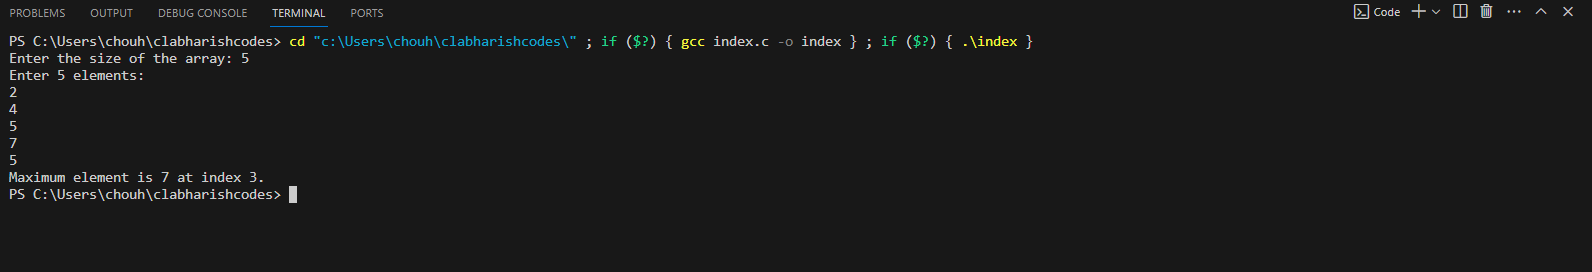 PROBLEMS OUTPUT DEBUG CONSOLE TERMINAL PORTS Code
PS C:\Users\chouh\clabharishcodes> cd "c:\Users\chouh\clabharishcodes\" ; if ($?) { gcc index.c -o index } ; if ($?) { .\index }
Enter the size of the array: 5
Enter 5 elements:
2
4
5
7
5
Maximum element is 7 at index 3.
PS C:\Users\chouh\clabharishcodes>